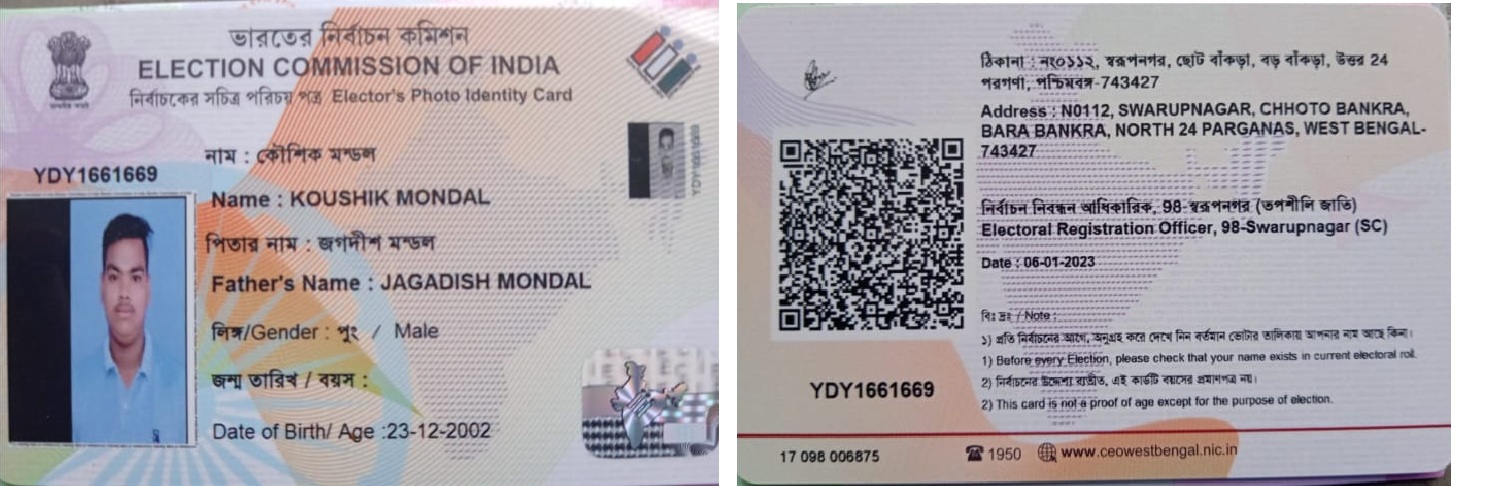 ভারতের নির্বাচন কমিশন
ELECTION COMMISSION OF INDIA
নির্বাচকের সচিত্র পরিচয় পত্র Elector's Photo Identity Card
YDY1661669
নাম : কৌশিক মন্ডল
Name : KOUSHIK MONDAL
পিতার নাম : জগদীশ মন্ডল
Father's Name : JAGADISH MONDAL
লিঙ্গ/Gender : পুং / Male
জন্ম তারিখ / বয়স :
Date of Birth/ Age :23-12-2002
YDY1661669
ঠিকানা : নং০১১২, স্বরূপনগর, ছোট বাঁকড়া, বড় বাঁকড়া, উত্তর 24
পরগণা, পশ্চিমবঙ্গ-743427
Address : N0112, SWARUPNAGAR, CHHOTO BANKRA,
BARA BANKRA, NORTH 24 PARGANAS, WEST BENGAL-
743427
নির্বাচন নিবন্ধন আধিকারিক, 98-স্বরূপনগর (তপশীলি জাতি)
Electoral Registration Officer, 98-Swarupnagar (SC)
Date : 06-01-2023
বিঃ দ্রঃ / Note :
১) প্রতি নির্বাচনের আগে, অনুগ্রহ করে দেখে নিন বর্তমান ভোটার তালিকায় আপনার নাম আছে কিনা।
1) Before every Election, please check that your name exists in current electoral roll.
2) নির্বাচনের উদ্দেশ্য ব্যতীত, এই কার্ডটি বয়সের প্রমাণপত্র নয়।
2) This card is not a proof of age except for the purpose of election.
YDY1661669
17 098 006875
1950
www.ceowestbengal.nic.in